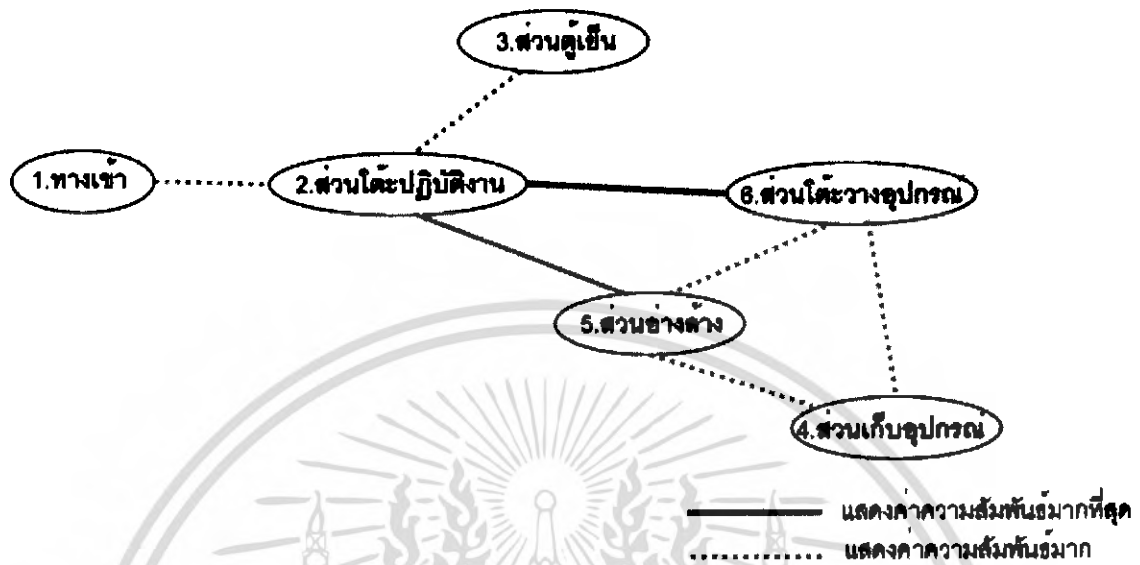 3.ส่วนตู้เย็น
1.ทางเข้า
2.ส่วนโต๊ะปฏิบัติงาน
6.ส่วนโต๊ะวางอุปกรณ์
5.ส่วนอ่างล้าง
4.ส่วนเก็บอุปกรณ์
แสดงค่าความสัมพันธ์มากที่สุด
แสดงค่าความสัมพันธ์มาก